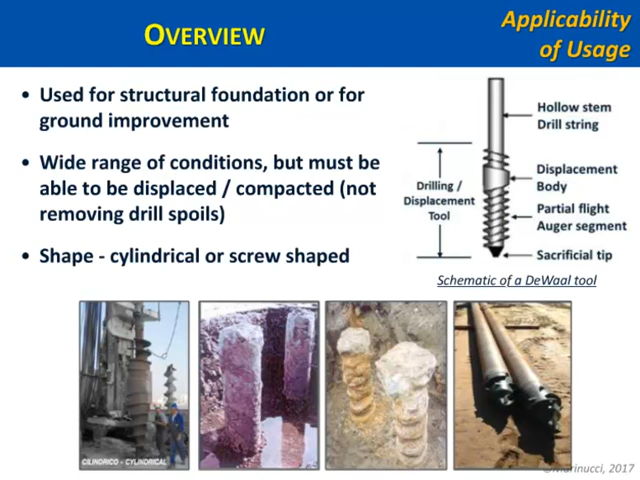 OVERVIEW
Applicability
of Usage
• Used for structural foundation or for
ground improvement
• Wide range of conditions, but must be
able to be displaced / compacted (not
removing drill spoils)
• Shape - cylindrical or screw shaped
Hollow stem
Drill string
Drilling /
Displacement
Tool
Displacement
Body
Partial flight
Auger segment
Sacrificial tip
Schematic of a DeWaal tool
CILINDRICO - CYLINDRICAL
©Marinucci, 2017